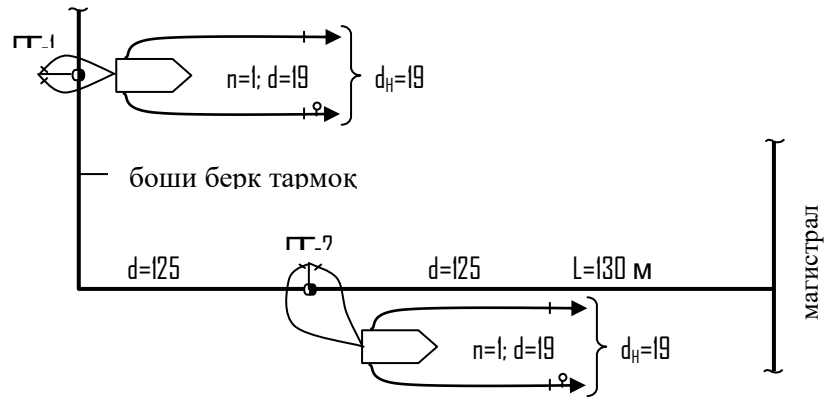 ПГ-1
n=1; d=19
dн=19
боши берк тармоқ
ПГ-2
d=125
d=125
L=130 м
магистрал
n=1; d=19
dн=19